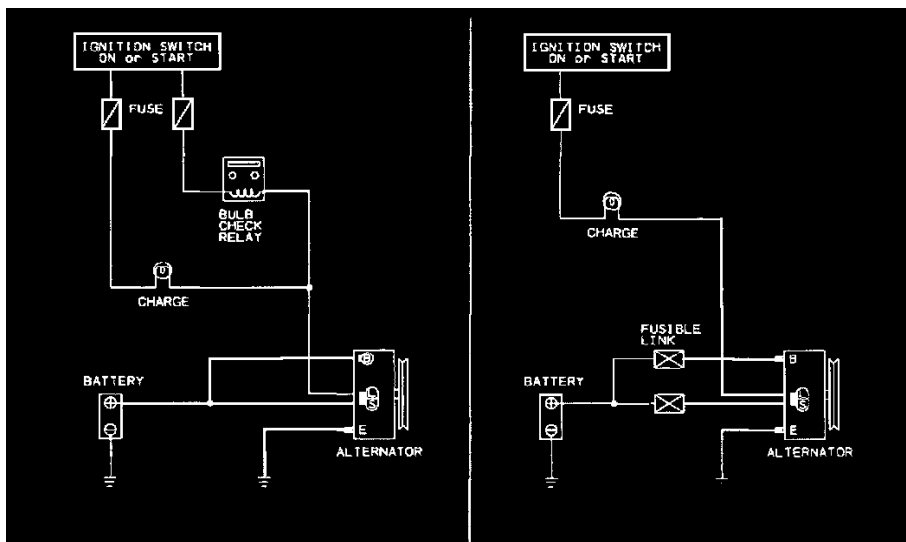 IGNITION SWITCH
ON or START
FUSE
BULB
CHECK
RELAY
CHARGE
BATTERY
B
L
S
E
ALTERNATOR
IGNITION SWITCH
ON or START
FUSE
CHARGE
FUSIBLE
LINK
BATTERY
B
L
S
E
ALTERNATOR